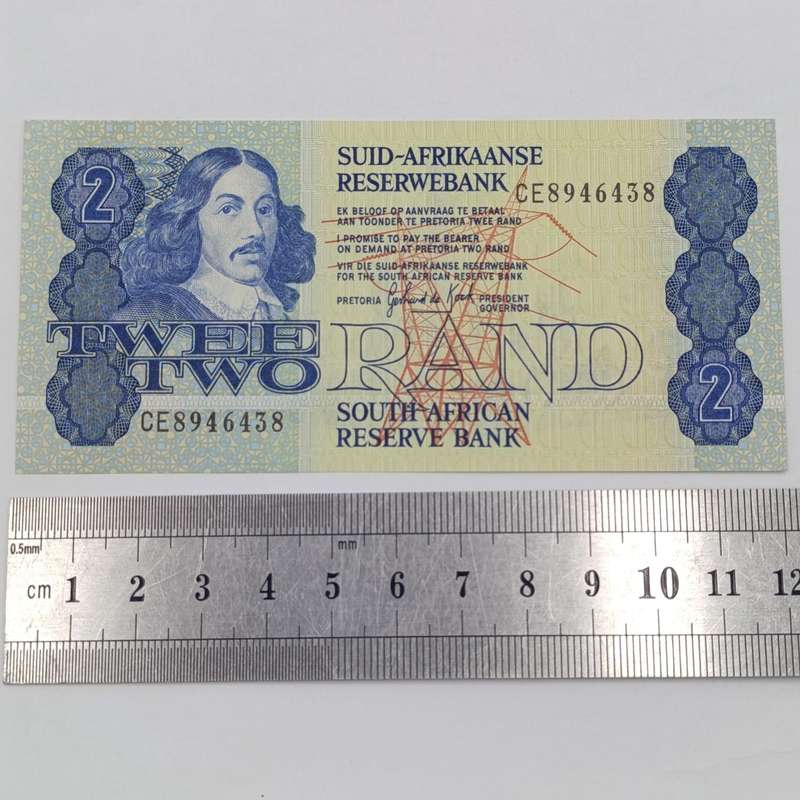 2
SUID-AFRIKAANSE
RESERWEBANK
CE8946438
EK BELOOF OP AANVRAAG TE BETAAL
AAN TOONDER TE PRETORIA TWEE RAND
I PROMISE TO PAY THE BEARER
ON DEMAND AT PRETORIA TWO RAND
VIR DIE SUID-AFRIKAANSE RESERWEBANK
FOR THE SOUTH AFRICAN RESERVE BANK
PRETORIA Gerhard de Kock PRESIDENT
GOVERNOR
TWEE
TWO RAND
2
CE8946438
SOUTH AFRICAN
RESERVE BANK
0.5mm mm
cm 1 2 3 4 5 6 7 8 9 10 11 12